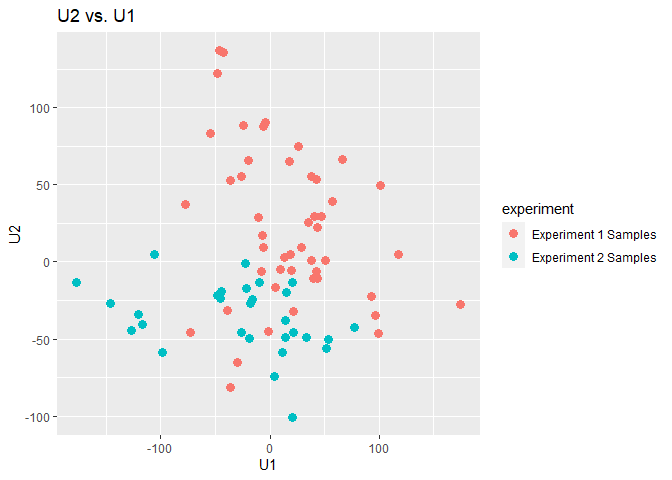 U2 vs. U1
100
50
0
-50
-100
U2
-100
0
100
U1
experiment
Experiment 1 Samples
Experiment 2 Samples